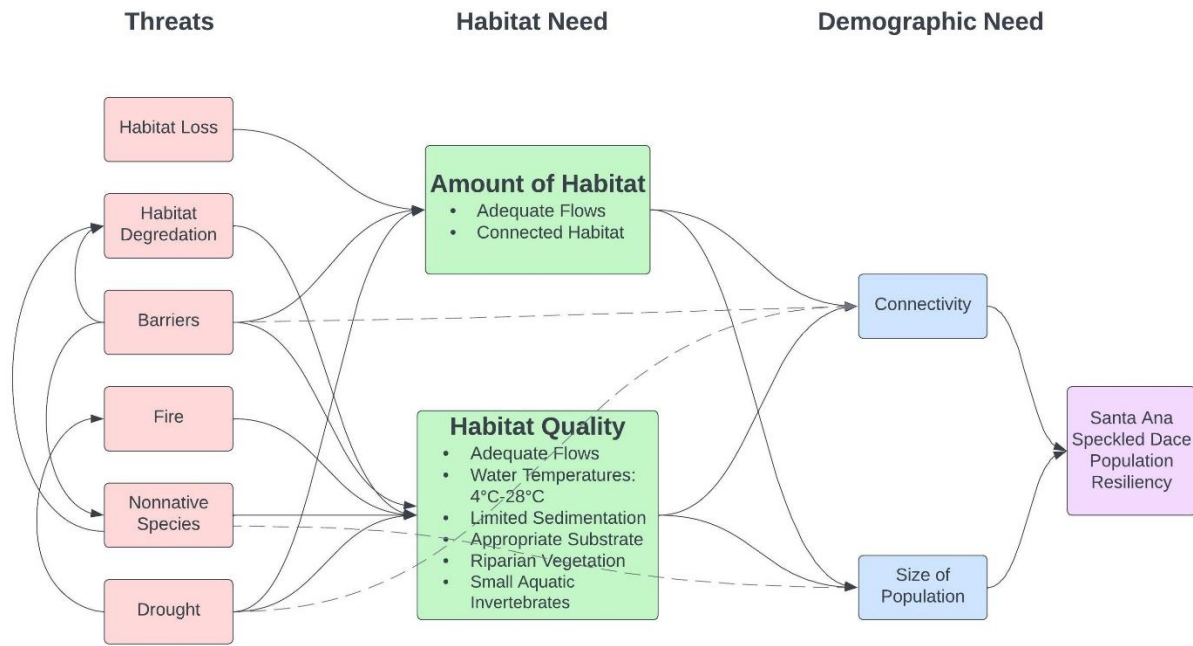 Threats
Habitat Need
Demographic Need
Habitat Loss
Habitat
Degredation
Barriers
Fire
Nonnative
Species
Drought
Amount of Habitat
• Adequate Flows
• Connected Habitat
Habitat Quality
• Adequate Flows
• Water Temperatures:
4°C-28°C
• Limited Sedimentation
• Appropriate Substrate
• Riparian Vegetation
• Small Aquatic
Invertebrates
Connectivity
Size of
Population
Santa Ana
Speckled Dace
Population
Resiliency